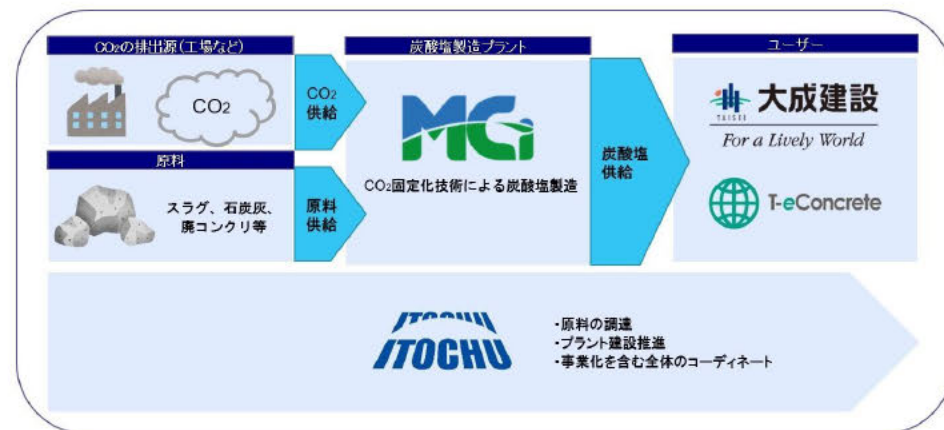 CO₂の排出源(工場など)
CO₂
CO₂
供給
原料
スラグ、石炭灰、
廃コンクリ等
原料
供給
炭酸塩製造プラント
MCi
CO₂固定化技術による炭酸塩製造
炭酸塩
供給
ユーザー
TAISEI
大成建設
For a Lively World
T-eConcrete
ITOCHU
・原料の調達
・プラント建設推進
・事業化を含む全体のコーディネート